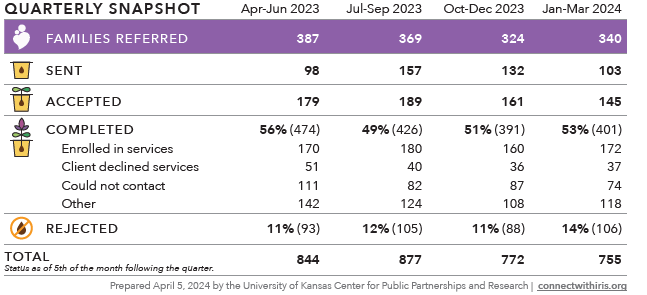 QUARTERLY SNAPSHOT Apr-Jun 2023 Jul-Sep 2023 Oct-Dec 2023 Jan-Mar 2024
FAMILIES REFERRED 387 369 324 340
SENT 98 157 132 103
ACCEPTED 179 189 161 145
COMPLETED 56% (474) 49% (426) 51% (391) 53% (401)
Enrolled in services 170 180 160 172
Client declined services 51 40 36 37
Could not contact 111 82 87 74
Other 142 124 108 118
REJECTED 11% (93) 12% (105) 11% (88) 14% (106)
TOTAL 844 877 772 755
Status as of 5th of the month following the quarter.
Prepared April 5, 2024 by the University of Kansas Center for Public Partnerships and Research | connectwithiris.org